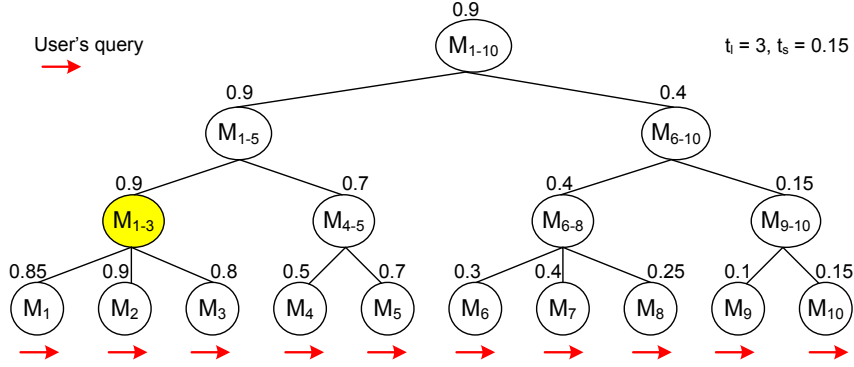 0.9
User's query
M1-10
tl = 3, ts = 0.15
0.9 0.4
M1-5 M6-10
0.9 0.7 0.4 0.15
M1-3 M4-5 M6-8 M9-10
0.85 0.9 0.8 0.5 0.7 0.3 0.4 0.25 0.1 0.15
M1 M2 M3 M4 M5 M6 M7 M8 M9 M10